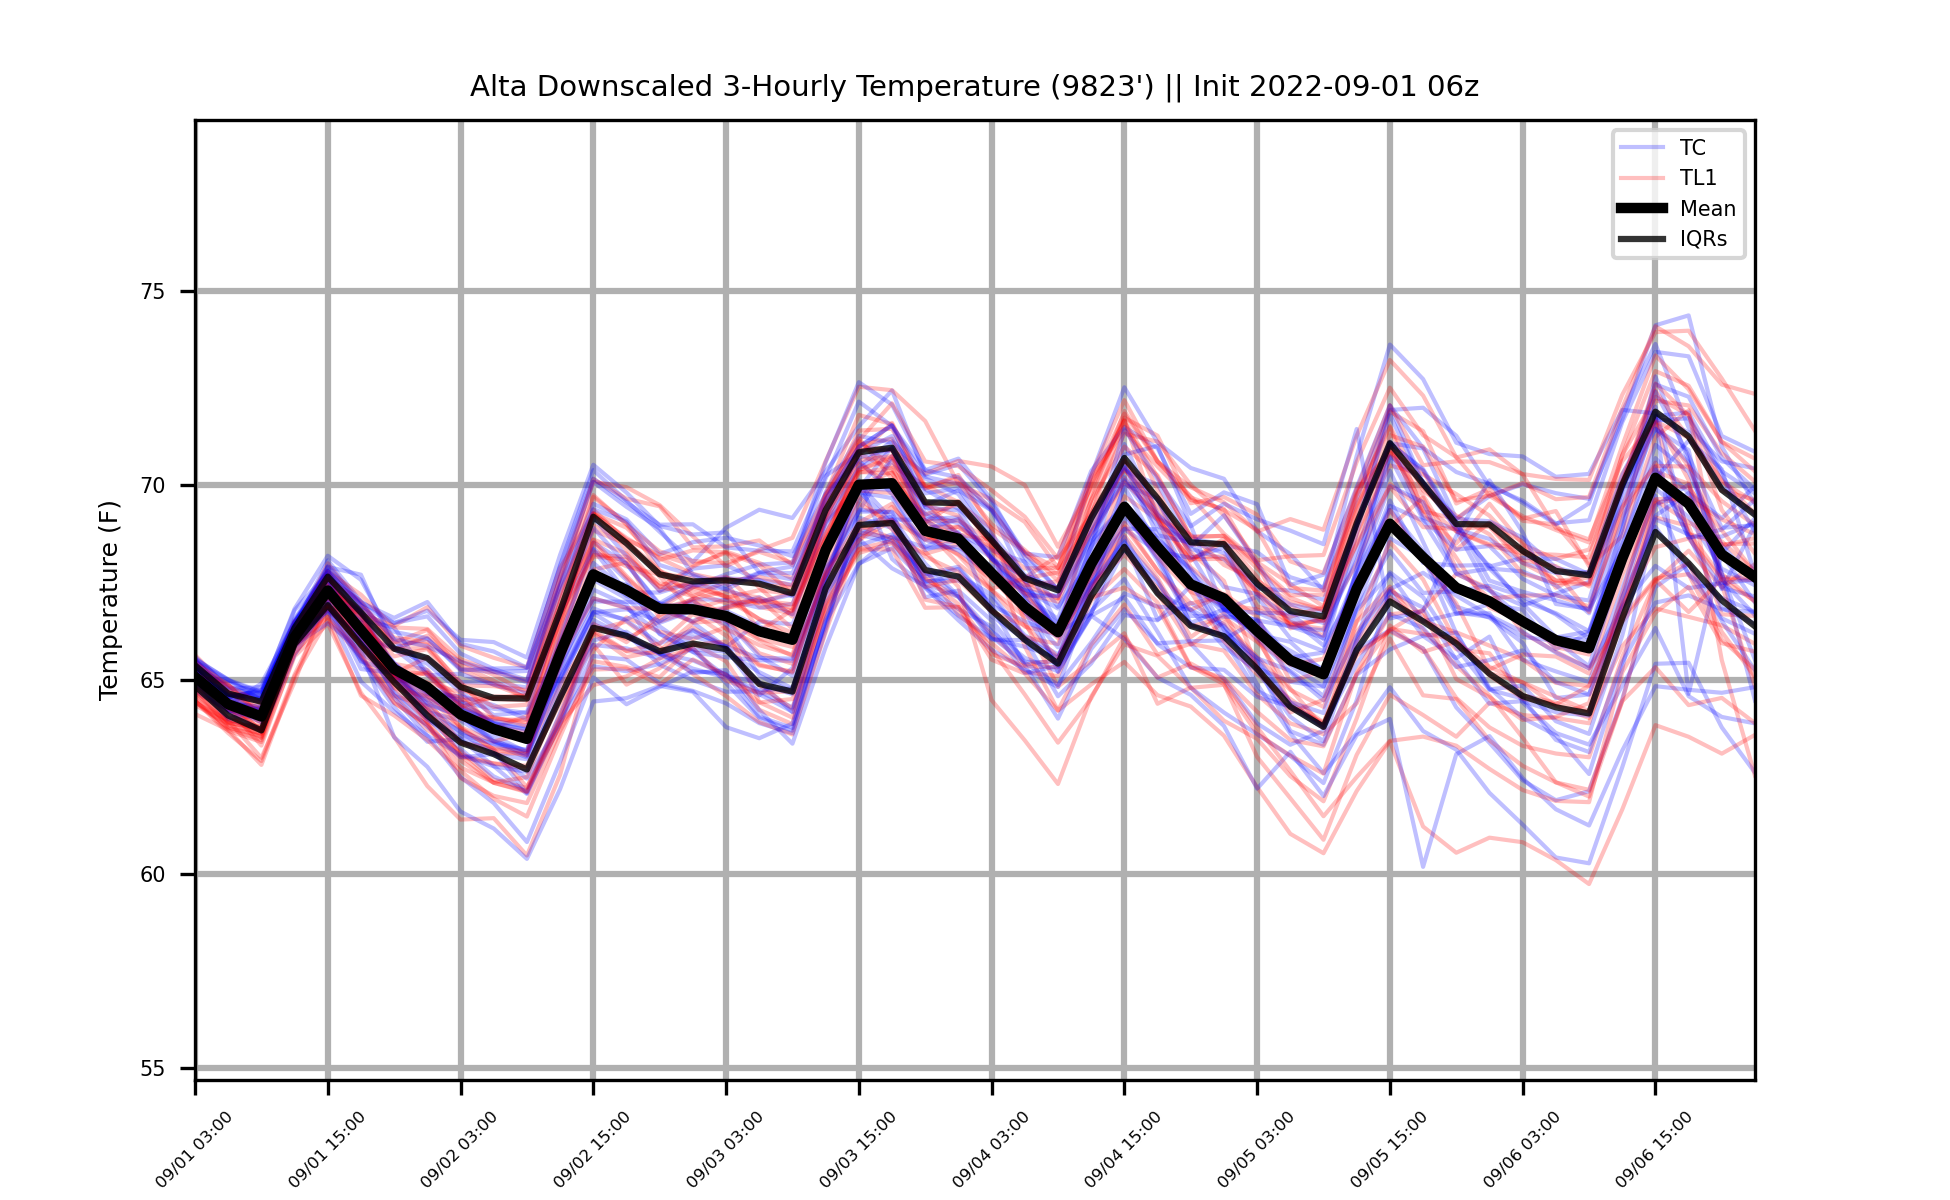 Alta Downscaled 3-Hourly Temperature (9823') || Init 2022-09-01 06z
TC
TL1
Mean
IQRs
Temperature (F)
75
70
65
60
55
09/01 03:00
09/01 15:00
09/02 03:00
09/02 15:00
09/03 03:00
09/03 15:00
09/04 03:00
09/04 15:00
09/05 03:00
09/05 15:00
09/06 03:00
09/06 15:00